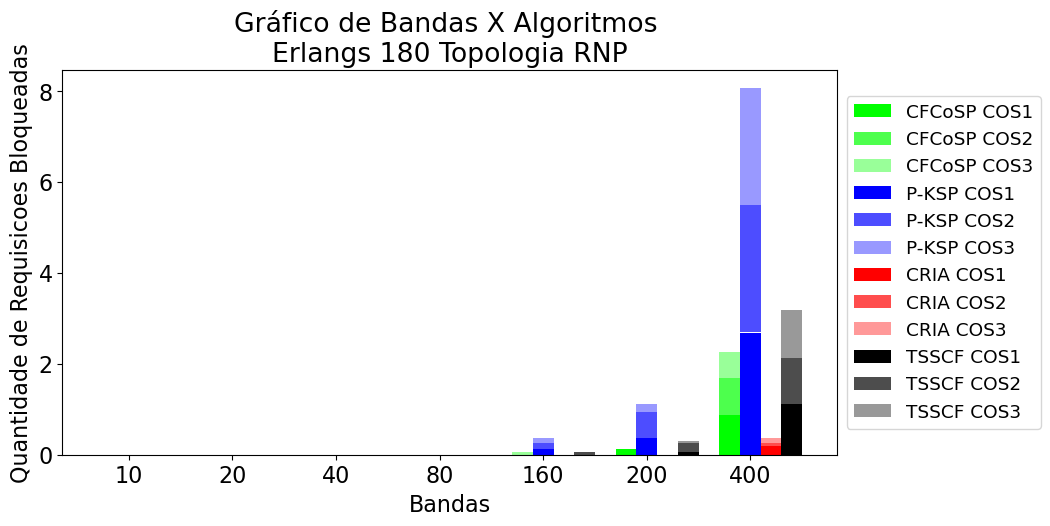 Gráfico de Bandas X Algoritmos
Erlangs 180 Topologia RNP
Quantidade de Requisicoes Bloqueadas
8
6
4
2
0
10 20 40 80 160 200 400
Bandas
CFCoSP COS1
CFCoSP COS2
CFCoSP COS3
P-KSP COS1
P-KSP COS2
P-KSP COS3
CRIA COS1
CRIA COS2
CRIA COS3
TSSCF COS1
TSSCF COS2
TSSCF COS3